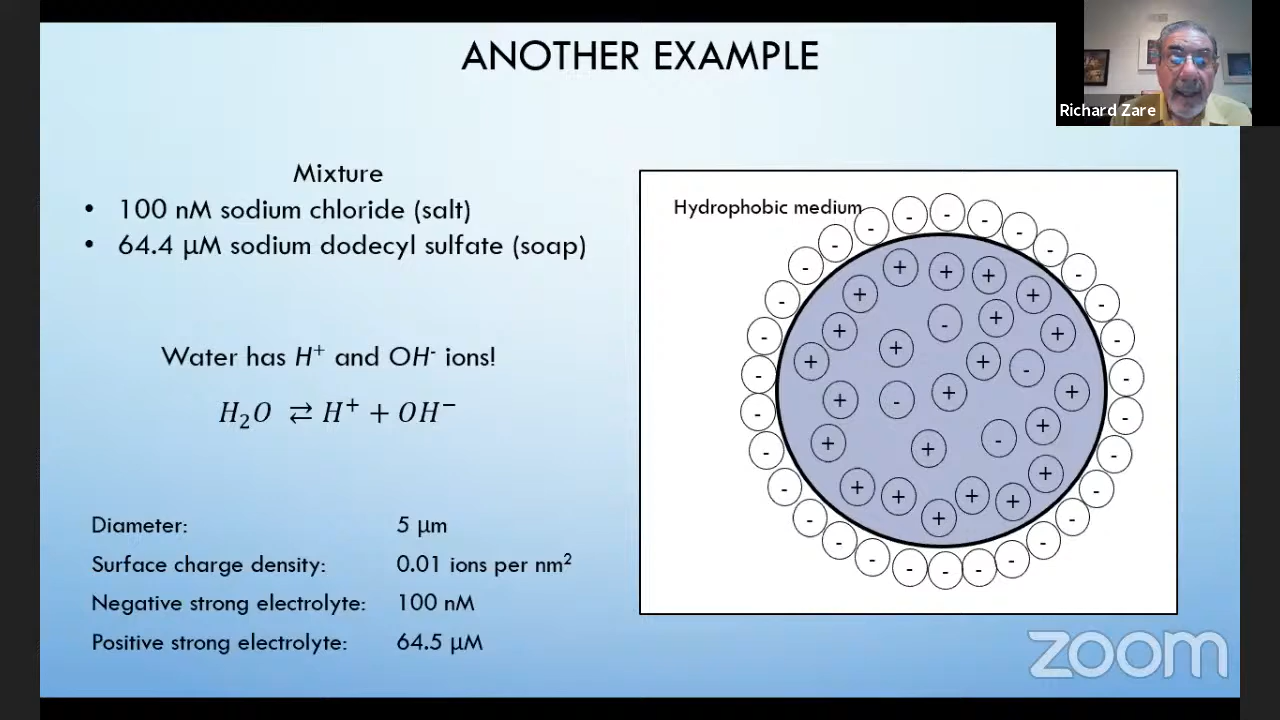 ANOTHER EXAMPLE
Richard Zare
Mixture
• 100 nM sodium chloride (salt)
• 64.4 µM sodium dodecyl sulfate (soap)
Water has H⁺ and OH⁻ ions!
H₂O ⇄ H⁺ + OH⁻
Diameter: 5 µm
Surface charge density: 0.01 ions per nm²
Negative strong electrolyte: 100 nM
Positive strong electrolyte: 64.5 µM
Hydrophobic medium
zoom